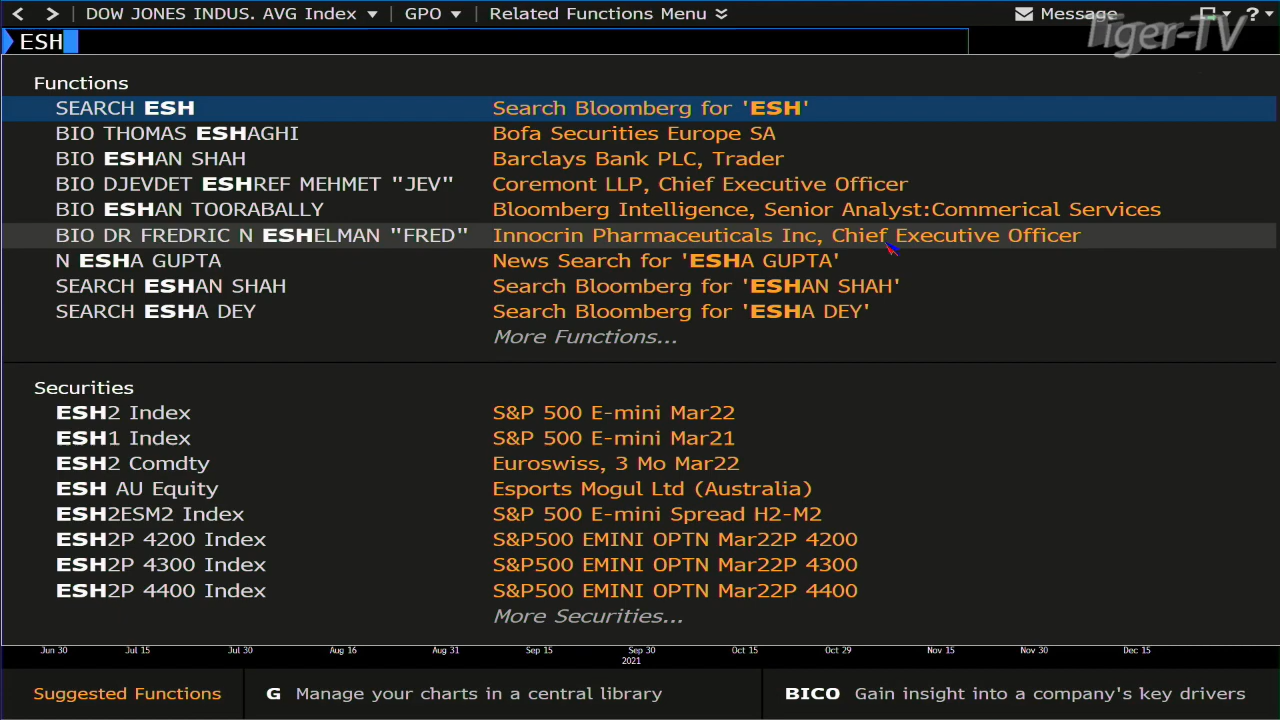 DOW JONES INDUS. AVG Index GPO Related Functions Menu Message ?
Tiger-TV
ESH
Functions
SEARCH ESH Search Bloomberg for 'ESH'
BIO THOMAS ESHAGHI Bofa Securities Europe SA
BIO ESHAN SHAH Barclays Bank PLC, Trader
BIO DJEVDET ESHREF MEHMET "JEV" Coremont LLP, Chief Executive Officer
BIO ESHAN TOORABALLY Bloomberg Intelligence, Senior Analyst:Commerical Services
BIO DR FREDRIC N ESHELMAN "FRED" Innocrin Pharmaceuticals Inc, Chief Executive Officer
N ESHA GUPTA News Search for 'ESHA GUPTA'
SEARCH ESHAN SHAH Search Bloomberg for 'ESHAN SHAH'
SEARCH ESHA DEY Search Bloomberg for 'ESHA DEY'
More Functions...
Securities
ESH2 Index S&P 500 E-mini Mar22
ESH1 Index S&P 500 E-mini Mar21
ESH2 Comdty Euroswiss, 3 Mo Mar22
ESH AU Equity Esports Mogul Ltd (Australia)
ESH2ESM2 Index S&P 500 E-mini Spread H2-M2
ESH2P 4200 Index S&P500 EMINI OPTN Mar22P 4200
ESH2P 4300 Index S&P500 EMINI OPTN Mar22P 4300
ESH2P 4400 Index S&P500 EMINI OPTN Mar22P 4400
More Securities...
Jun 30 Jul 15 Jul 30 Aug 16 Aug 31 Sep 15 Sep 30 Oct 15 Oct 29 Nov 15 Nov 30 Dec 15
2021
Suggested Functions G Manage your charts in a central library BICO Gain insight into a company's key drivers